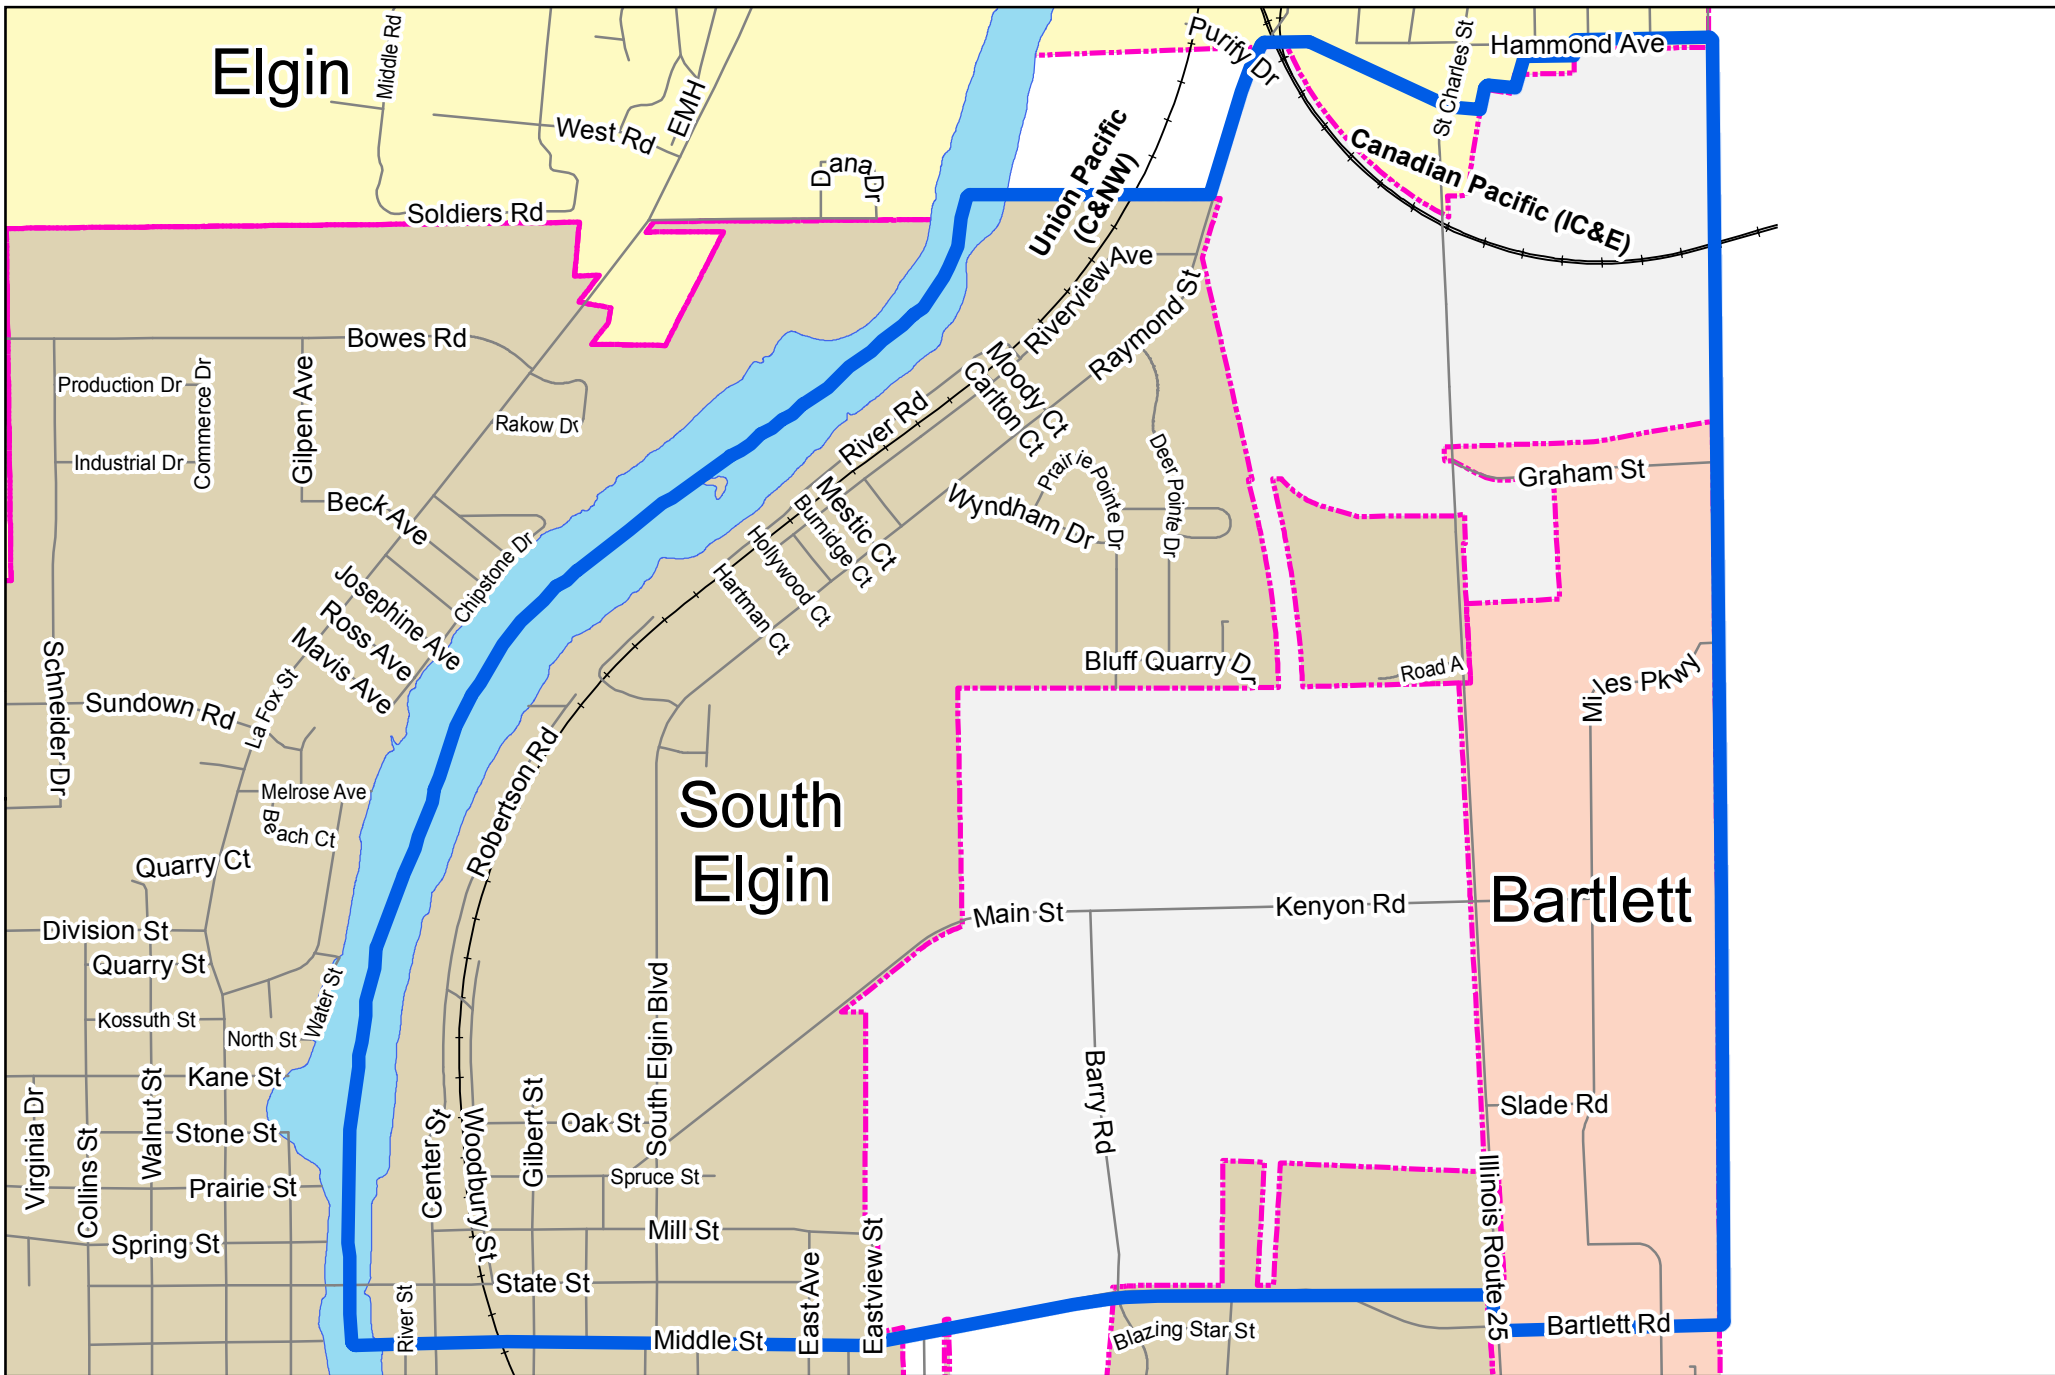 Elgin
Middle Rd
West Rd
EMH
Dana Dr
Soldiers Rd
Purify Dr
St Charles St
Hammond Ave
Union Pacific
(C&NW)
Canadian Pacific (IC&E)
Riverview Ave
Raymond St
Bowes Rd
Production Dr
Commerce Dr
Gilpen Ave
Rakow Dr
Industrial Dr
Beck Ave
Chipstone Dr
River Rd
Moody Ct
Carlton Ct
Prairie Pointe Dr
Deer Pointe Dr
Wyndham Dr
Mestic Ct
Burnidge Ct
Hollywood Ct
Hartman Ct
Graham St
Josephine Ave
Ross Ave
Mavis Ave
Schneider Dr
Sundown Rd
La Fox St
Bluff Quarry Dr
Road A
Miles Pkwy
Robertson Rd
Melrose Ave
Beach Ct
Quarry Ct
South
Elgin
Bartlett
Main St
Kenyon Rd
Division St
Quarry St
Water St
Kossuth St
North St
Kane St
South Elgin Blvd
Barry Rd
Virginia Dr
Collins St
Walnut St
Stone St
Prairie St
Spring St
Center St
Woodbury St
Gilbert St
Oak St
Spruce St
Mill St
State St
East Ave
Eastview St
Slade Rd
Illinois Route 25
River St
Middle St
Blazing Star St
Bartlett Rd